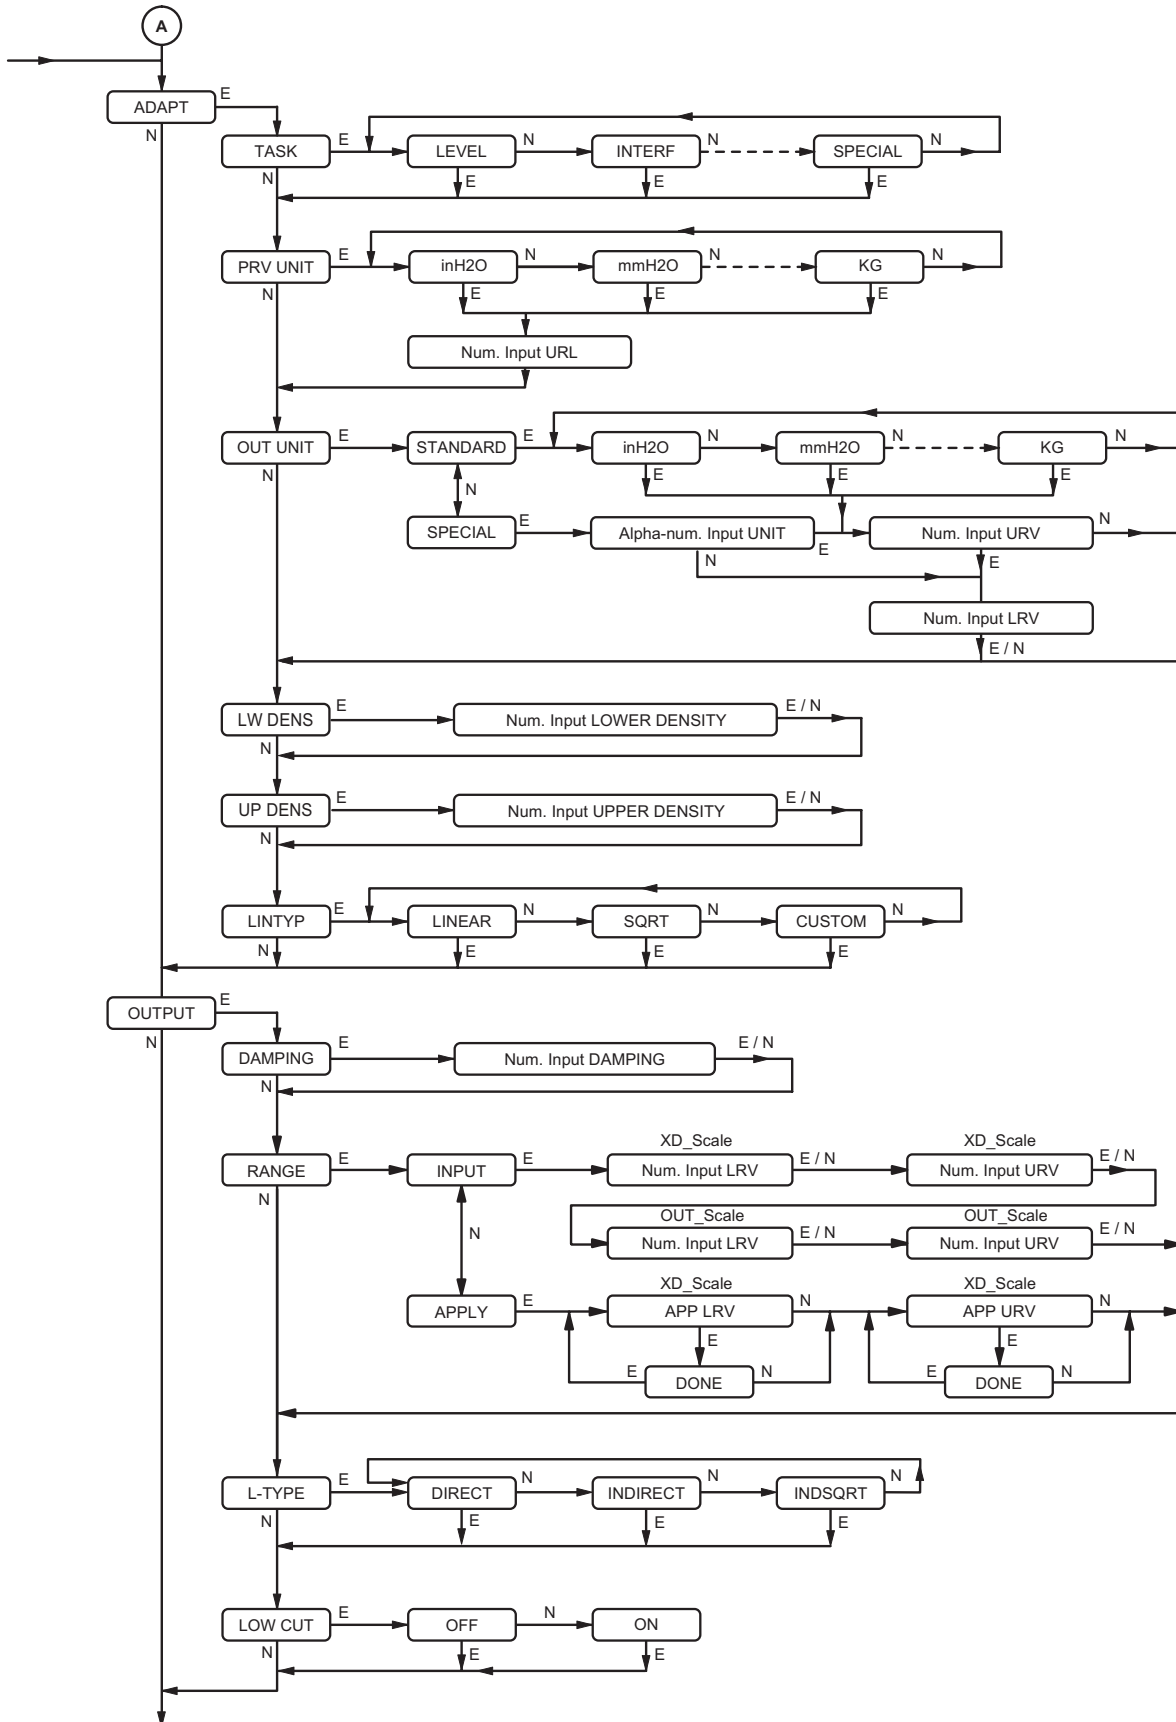 A
ADAPT E
N
TASK E LEVEL N INTERF N SPECIAL N
N E E E
PRV UNIT E inH2O N mmH2O N KG N
N E E E
Num. Input URL
OUT UNIT E STANDARD E inH2O N mmH2O N KG N
N E E E
N
SPECIAL E Alpha-num. Input UNIT E Num. Input URV N
N E
Num. Input LRV
E / N
LW DENS E Num. Input LOWER DENSITY E / N
N
UP DENS E Num. Input UPPER DENSITY E / N
N
LINTYP E LINEAR N SQRT N CUSTOM N
N E E E
OUTPUT E
N
DAMPING E Num. Input DAMPING E / N
N
XD_Scale XD_Scale
RANGE E INPUT E Num. Input LRV E / N Num. Input URV E / N
N
OUT_Scale OUT_Scale
N Num. Input LRV E / N Num. Input URV E / N
XD_Scale XD_Scale
APPLY E APP LRV N APP URV N
E E
E DONE N E DONE N
L-TYPE E DIRECT N INDIRECT N INDSQRT N
N E E E
LOW CUT E OFF N ON
N E E